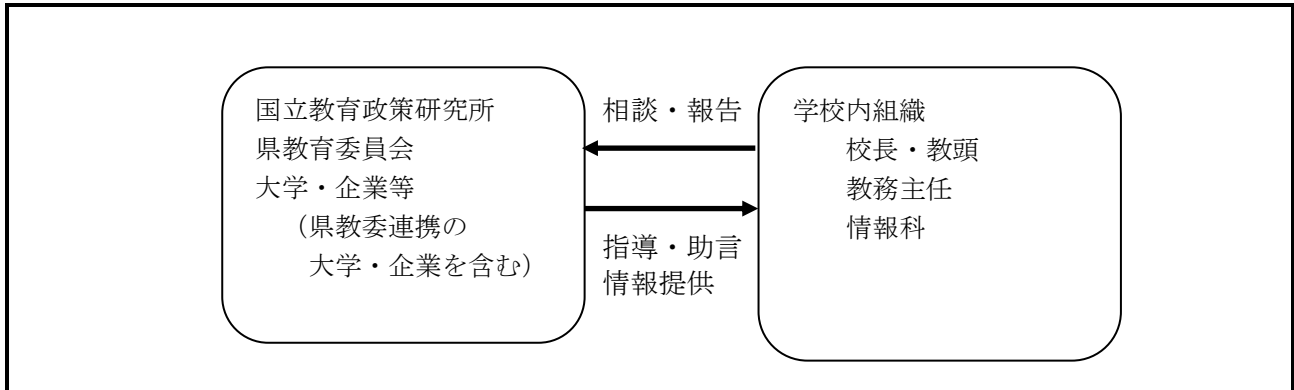 国立教育政策研究所
県教育委員会
大学・企業等
（県教委連携の
大学・企業を含む）
相談・報告
指導・助言
情報提供
学校内組織
校長・教頭
教務主任
情報科